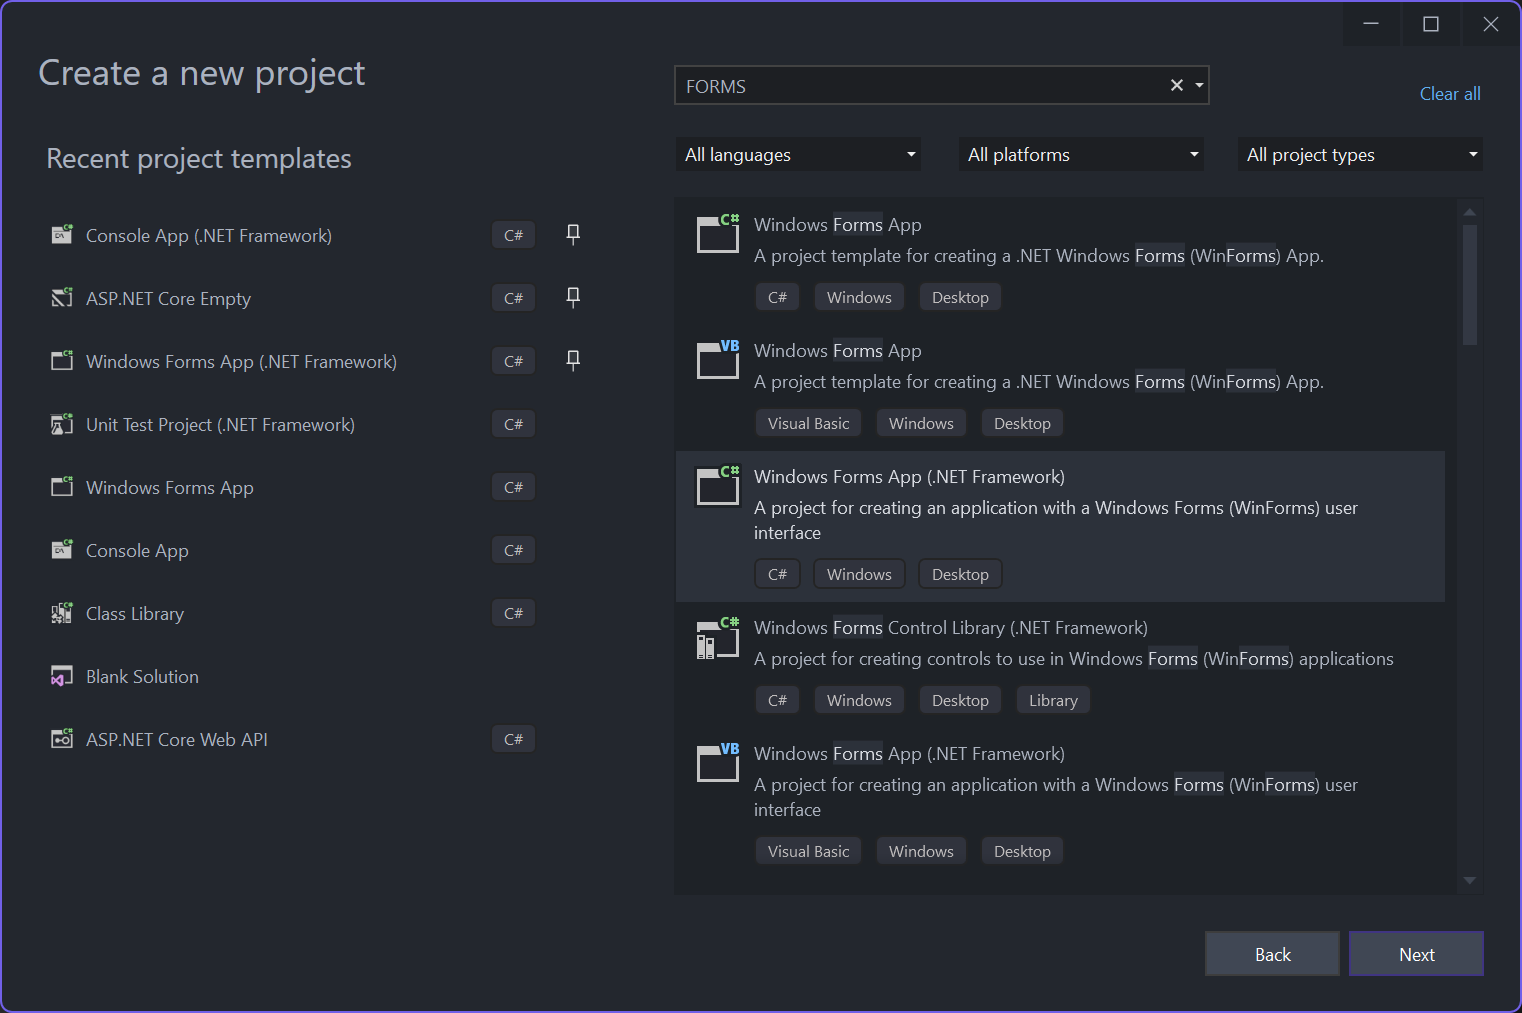 Create a new project
FORMS
Clear all
Recent project templates
All languages
All platforms
All project types
Console App (.NET Framework)
C#
ASP.NET Core Empty
C#
Windows Forms App (.NET Framework)
C#
Unit Test Project (.NET Framework)
C#
Windows Forms App
C#
Console App
C#
Class Library
C#
Blank Solution
ASP.NET Core Web API
C#
C#
Windows Forms App
A project template for creating a .NET Windows Forms (WinForms) App.
C# Windows Desktop
VB
Windows Forms App
A project template for creating a .NET Windows Forms (WinForms) App.
Visual Basic Windows Desktop
C#
Windows Forms App (.NET Framework)
A project for creating an application with a Windows Forms (WinForms) user
interface
C# Windows Desktop
C#
Windows Forms Control Library (.NET Framework)
A project for creating controls to use in Windows Forms (WinForms) applications
C# Windows Desktop Library
VB
Windows Forms App (.NET Framework)
A project for creating an application with a Windows Forms (WinForms) user
interface
Visual Basic Windows Desktop
Back
Next